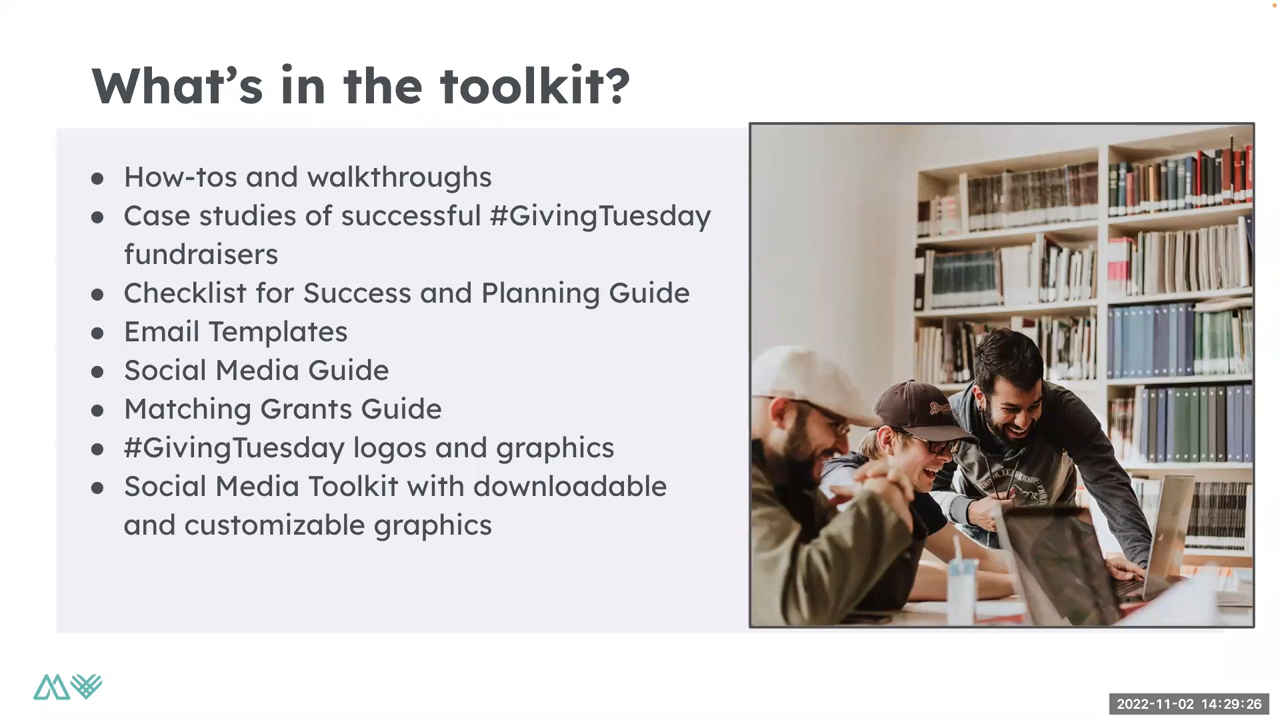 What’s in the toolkit?
● How-tos and walkthroughs
● Case studies of successful #GivingTuesday
fundraisers
● Checklist for Success and Planning Guide
● Email Templates
● Social Media Guide
● Matching Grants Guide
● #GivingTuesday logos and graphics
● Social Media Toolkit with downloadable
and customizable graphics
2022-11-02 14:29:26